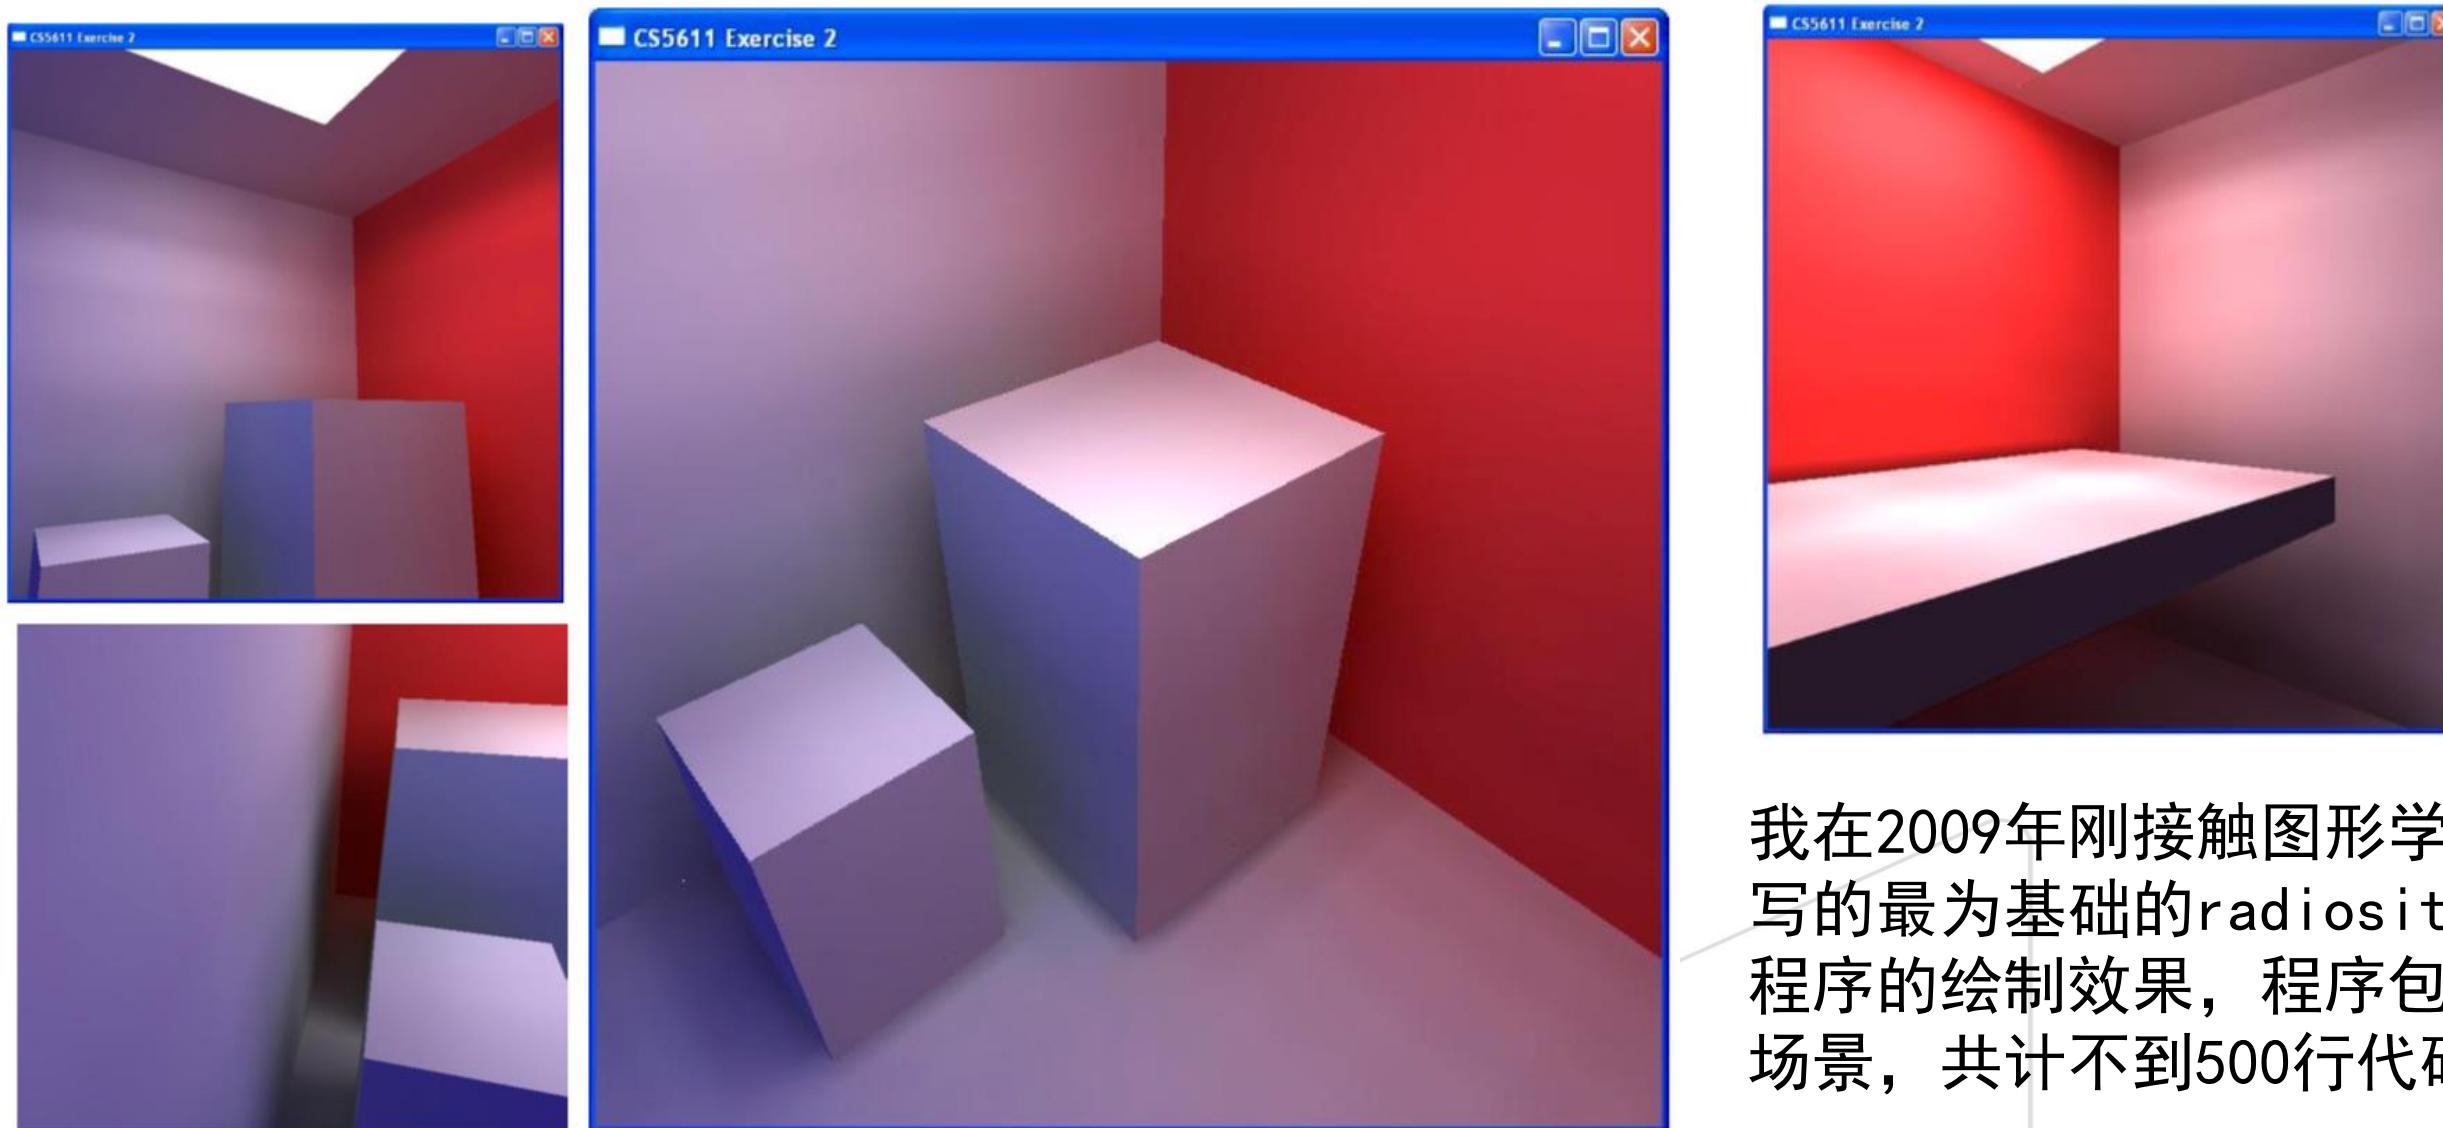 CS5611 Exercise 2
CS5611 Exercise 2
CS5611 Exercise 2
我在2009年刚接触图形学
写的最为基础的radiosit
程序的绘制效果，程序包
场景，共计不到500行代